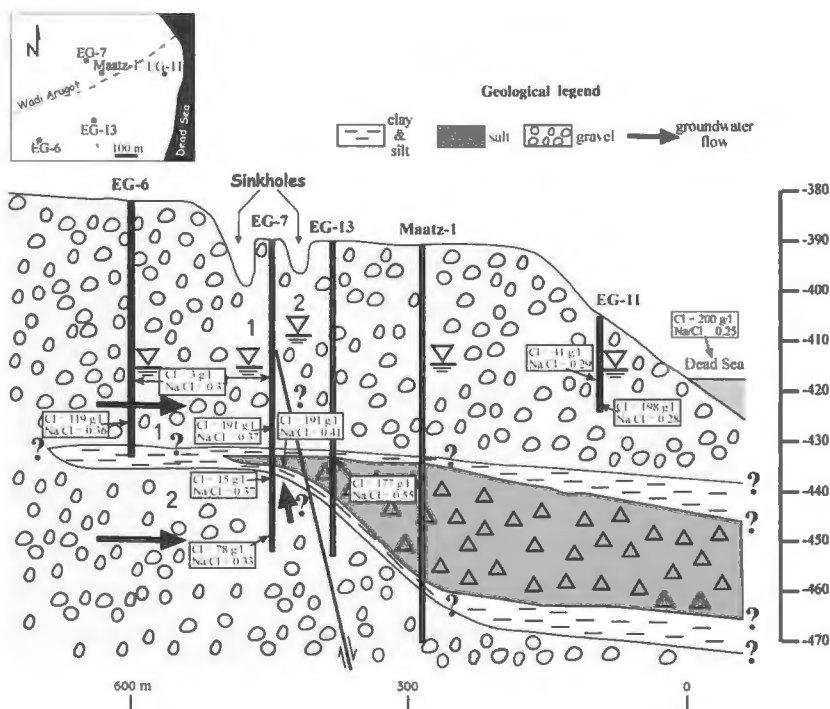 N
EG-7
Maatz-1
EG-11
Wadi Arugot
EG-13
EG-6
100 m
Dead Sea
Geological legend
clay
&
silt
salt
gravel
groundwater
flow
EG-6
Sinkholes
EG-7
EG-13
Maatz-1
EG-11
-380
-390
-400
-410
-420
-430
-440
-450
-460
-470
1
2
Cl = 200 g/l
Na/Cl = 0.25
Dead Sea
Cl = 3 g/l
Na/Cl = 0.37
Cl = 41 g/l
Na/Cl = 0.29
Cl = 198 g/l
Na/Cl = 0.28
?
Cl = 119 g/l
Na/Cl = 0.36
1
Cl = 191 g/l
Na/Cl = 0.37
Cl = 191 g/l
Na/Cl = 0.41
?
?
?
?
Cl = 15 g/l
Na/Cl = 0.37
Cl = 177 g/l
Na/Cl = 0.55
2
?
?
Cl = 78 g/l
Na/Cl = 0.33
?
?
?
600 m
300
0